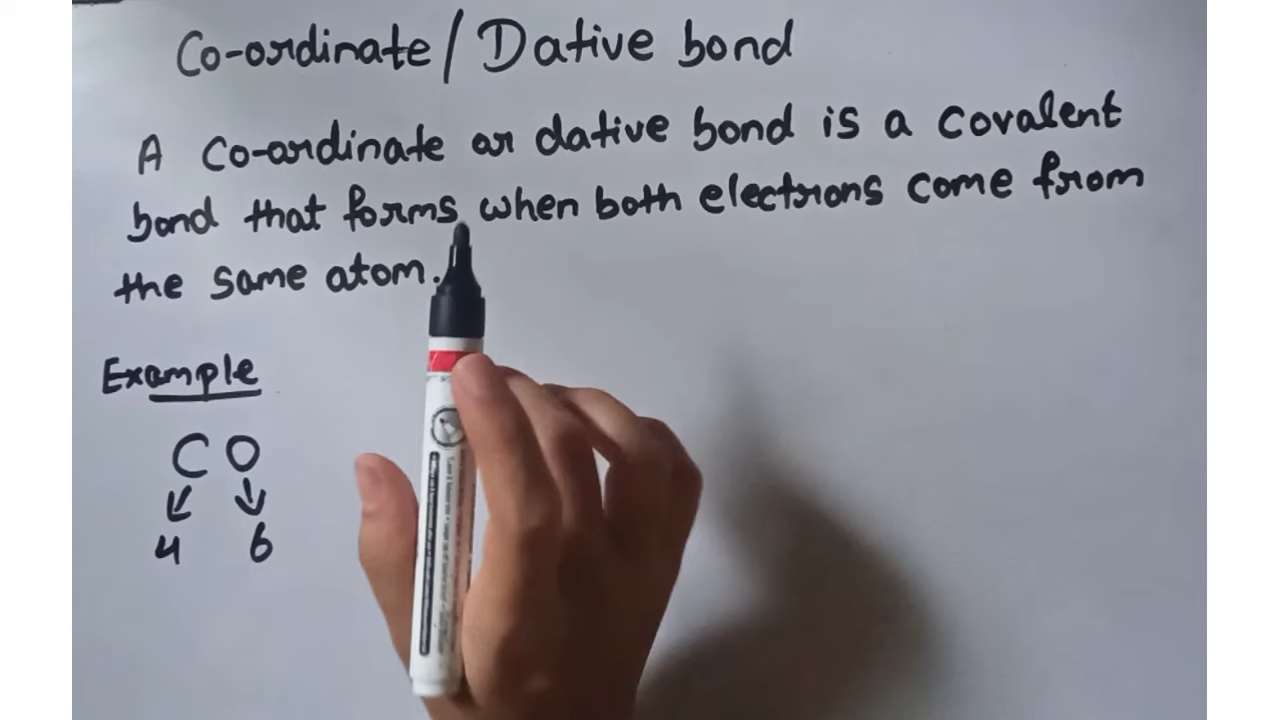 Co-ordinate/Dative bond
A Co-ordinate or dative bond is a covalent
bond that forms when both electrons come from
the same atom.
Example
CO
4 6